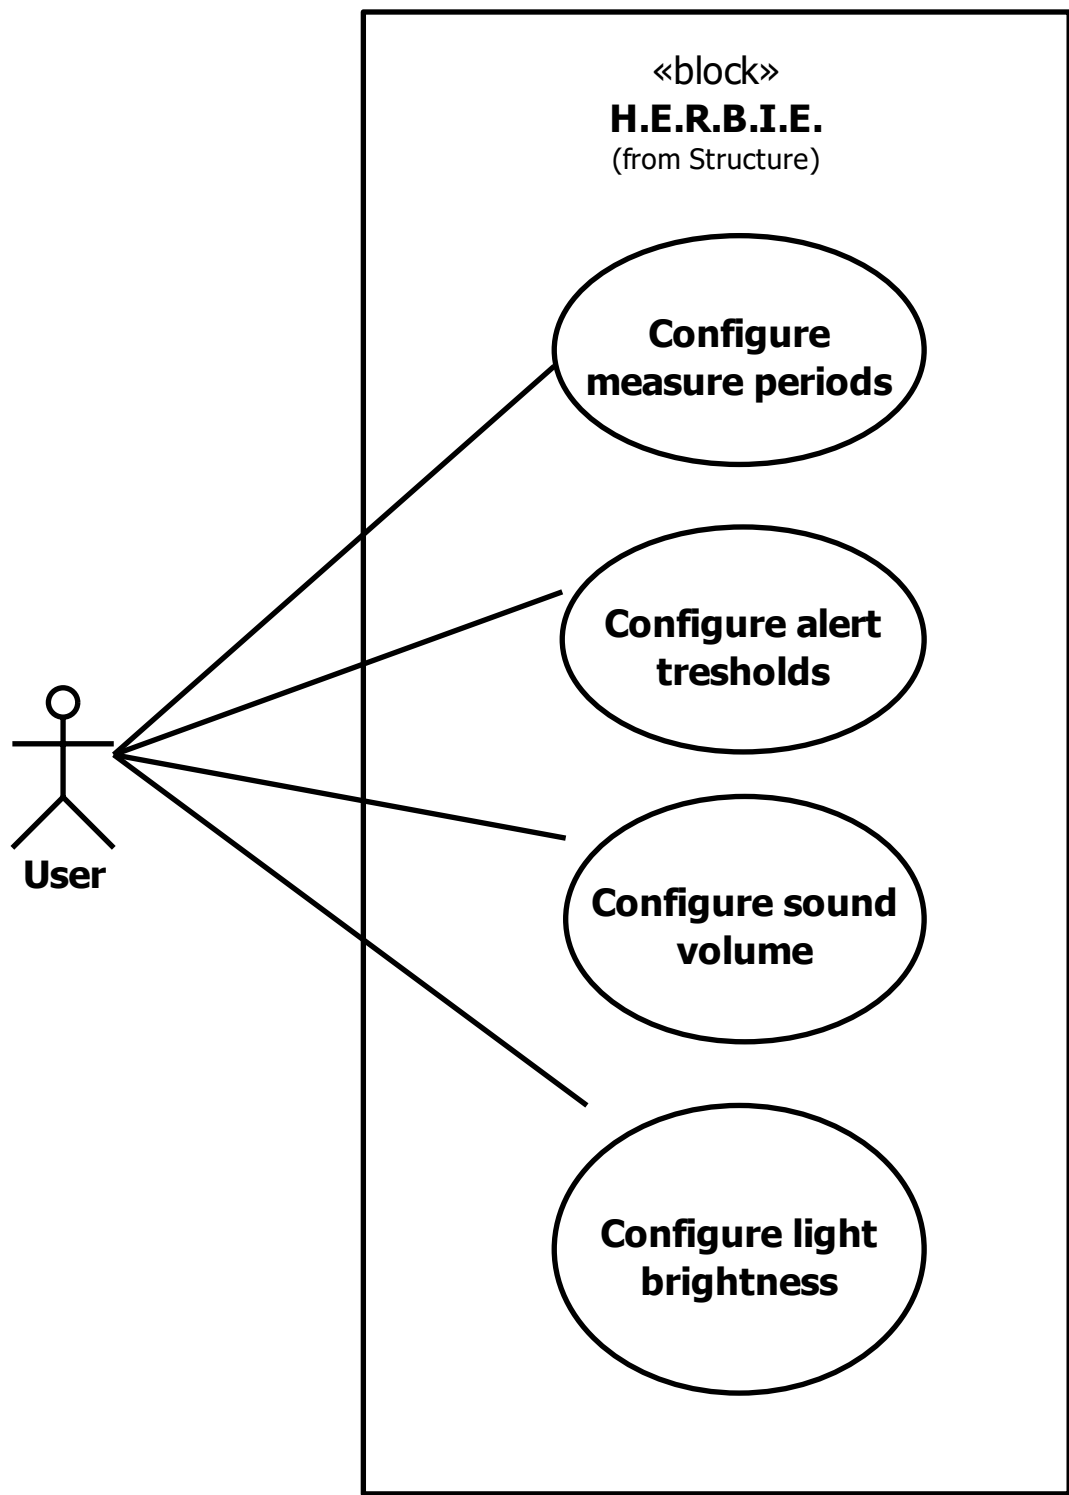 «block»
H.E.R.B.I.E.
(from Structure)
Configure
measure periods
Configure alert
tresholds
User
Configure sound
volume
Configure light
brightness